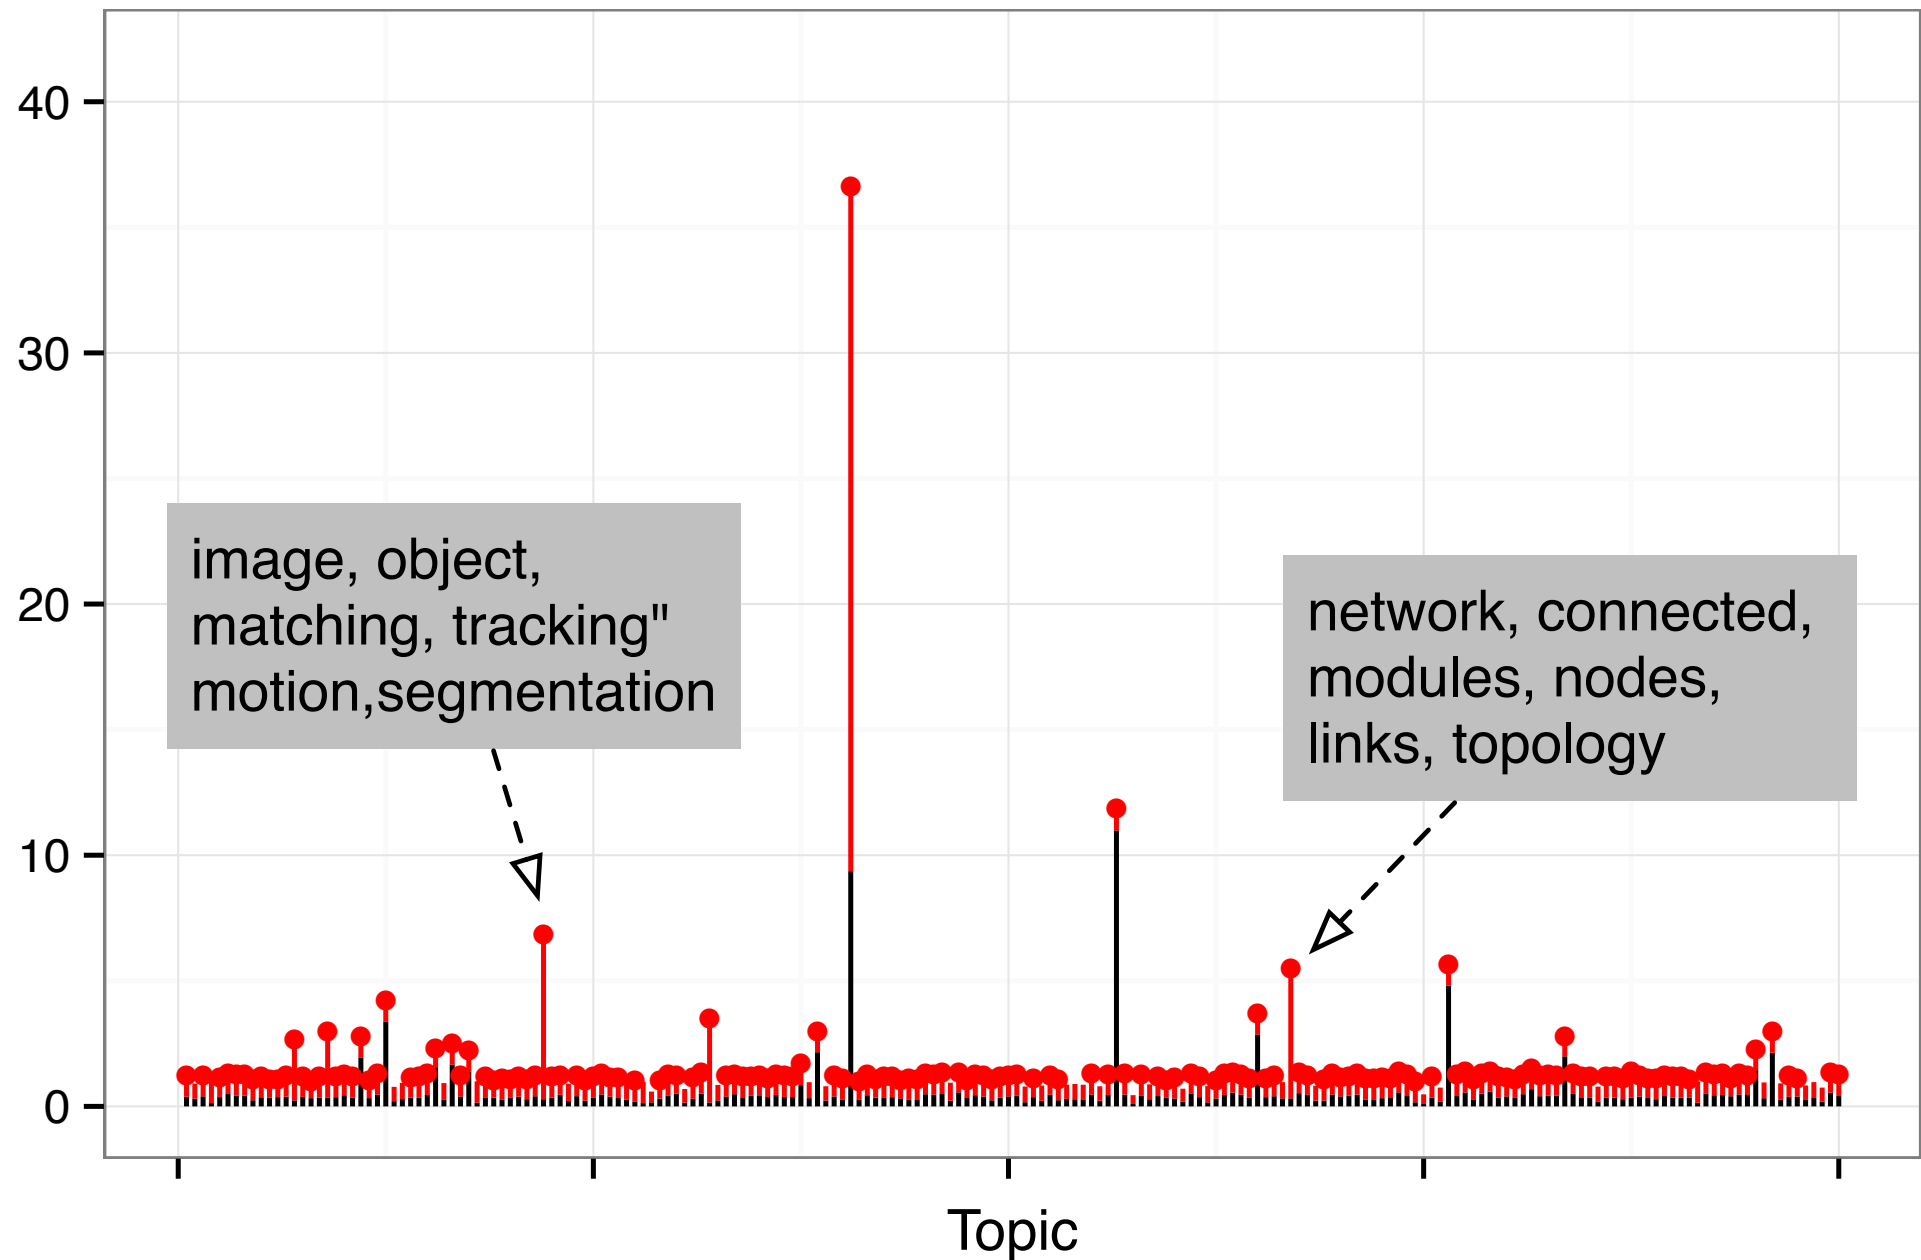 40
30
20
10
0
image, object,
matching, tracking"
motion,segmentation
network, connected,
modules, nodes,
links, topology
Topic